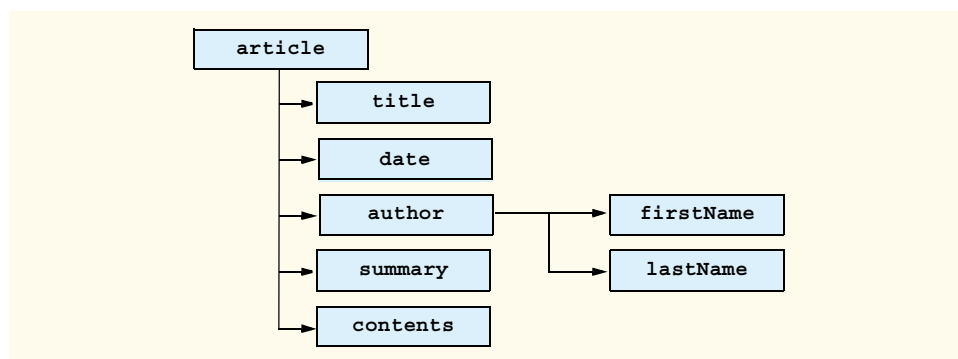 article
title
date
author
firstName
summary
lastName
contents